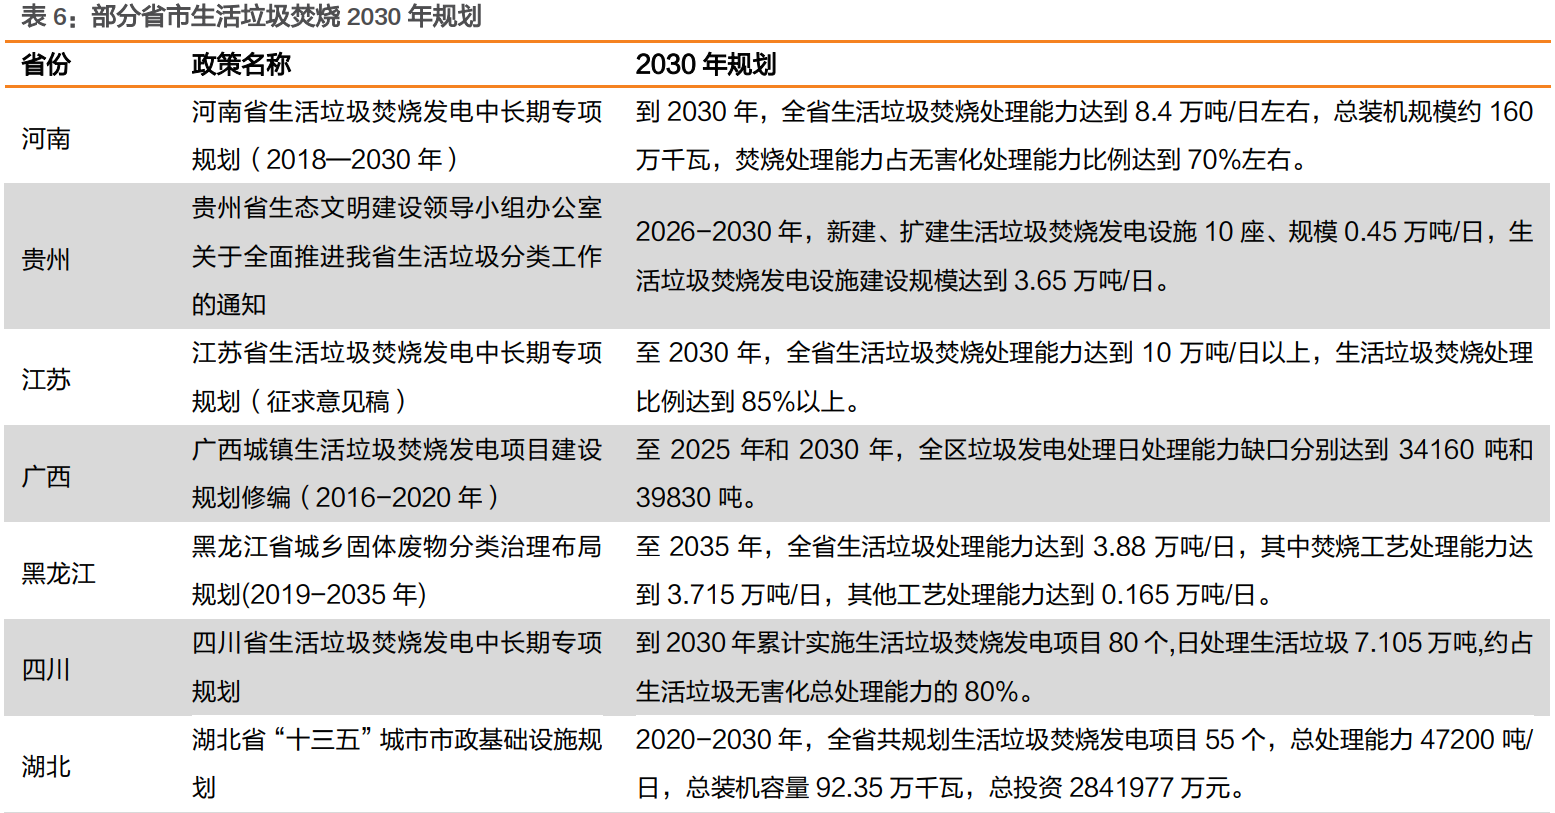 表 6：部分省市生活垃圾焚烧 2030 年规划
省份 政策名称 2030 年规划
河南
河南省生活垃圾焚烧发电中长期专项
规划（2018—2030 年）
到 2030 年，全省生活垃圾焚烧处理能力达到 8.4 万吨/日左右，总装机规模约 160
万千瓦，焚烧处理能力占无害化处理能力比例达到 70%左右。
贵州
贵州省生态文明建设领导小组办公室
关于全面推进我省生活垃圾分类工作
的通知
2026-2030 年，新建、扩建生活垃圾焚烧发电设施 10 座、规模 0.45 万吨/日，生
活垃圾焚烧发电设施建设规模达到 3.65 万吨/日。
江苏
江苏省生活垃圾焚烧发电中长期专项
规划（征求意见稿）
至 2030 年，全省生活垃圾焚烧处理能力达到 10 万吨/日以上，生活垃圾焚烧处理
比例达到 85%以上。
广西
广西城镇生活垃圾焚烧发电项目建设
规划修编（2016-2020 年）
至 2025 年和 2030 年，全区垃圾发电处理日处理能力缺口分别达到 34160 吨和
39830 吨。
黑龙江
黑龙江省城乡固体废物分类治理布局
规划(2019-2035 年)
至 2035 年，全省生活垃圾处理能力达到 3.88 万吨/日，其中焚烧工艺处理能力达
到 3.715 万吨/日，其他工艺处理能力达到 0.165 万吨/日。
四川
四川省生活垃圾焚烧发电中长期专项
规划
到 2030 年累计实施生活垃圾焚烧发电项目 80 个,日处理生活垃圾 7.105 万吨,约占
生活垃圾无害化总处理能力的 80%。
湖北
湖北省“十三五”城市市政基础设施规
划
2020-2030 年，全省共规划生活垃圾焚烧发电项目 55 个，总处理能力 47200 吨/
日，总装机容量 92.35 万千瓦，总投资 2841977 万元。